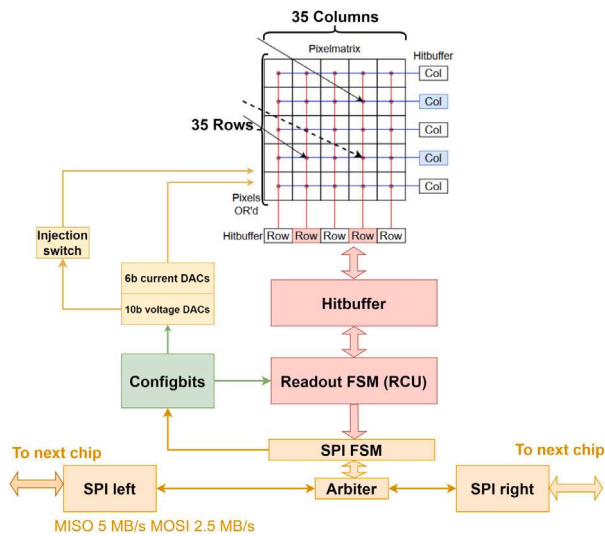 35 Columns
Pixelmatrix
Hitbuffer
Col
Col
35 Rows
Col
Col
Col
Pixels
OR'd
Hitbuffer Row Row Row Row Row
Injection
switch
6b current DACs
10b voltage DACs
Hitbuffer
Configbits
Readout FSM (RCU)
SPI FSM
To next chip
To next chip
SPI left
Arbiter
SPI right
MISO 5 MB/s MOSI 2.5 MB/s